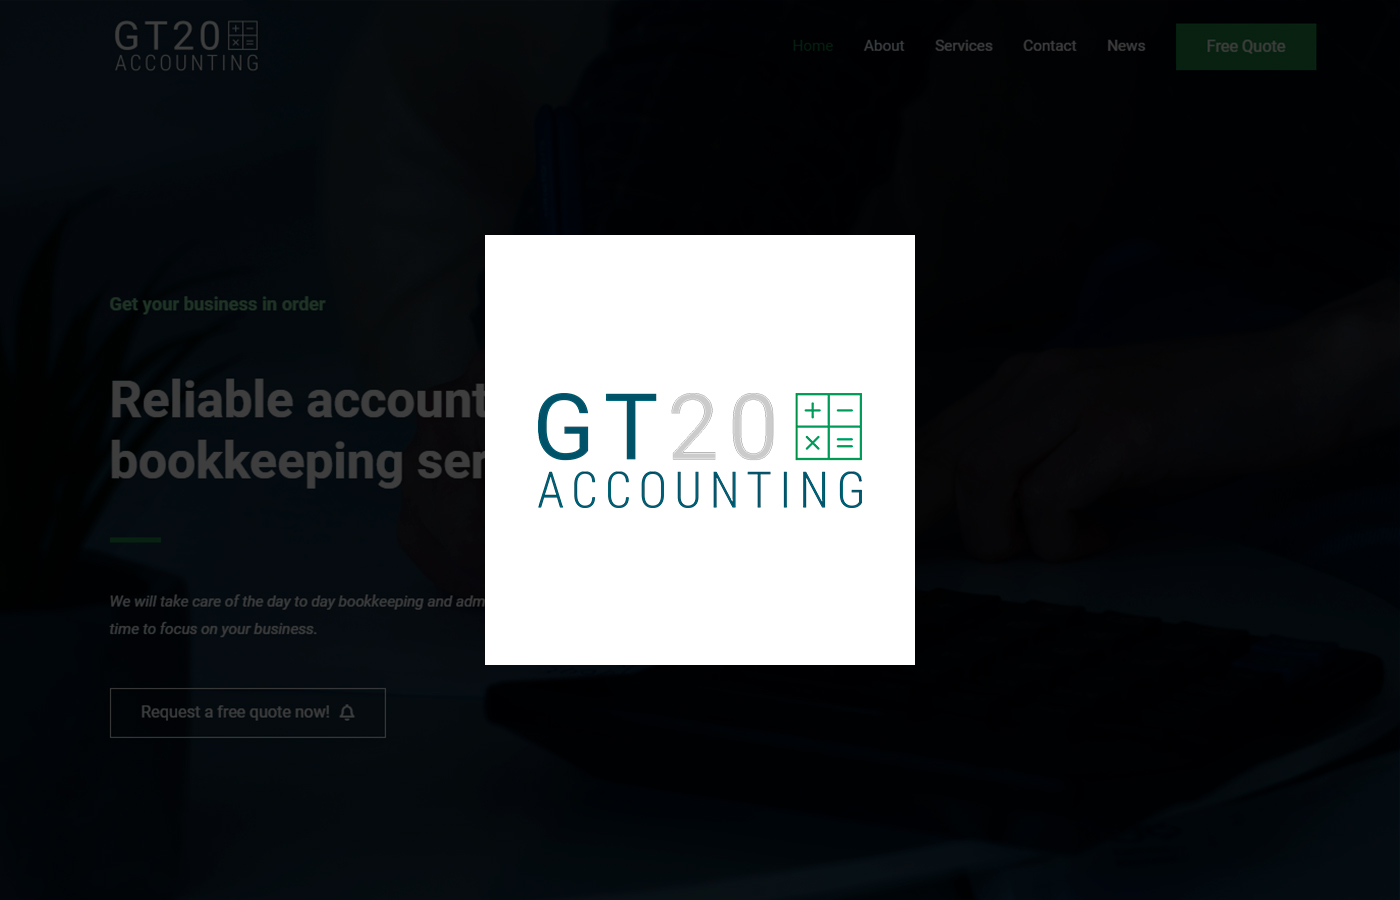 GT20
ACCOUNTING
Home About Services Contact News Free Quote
Get your business in order
Reliable account
bookkeeping ser
We will take care of the day to day bookkeeping and adm
time to focus on your business.
Request a free quote now!
GT20
ACCOUNTING